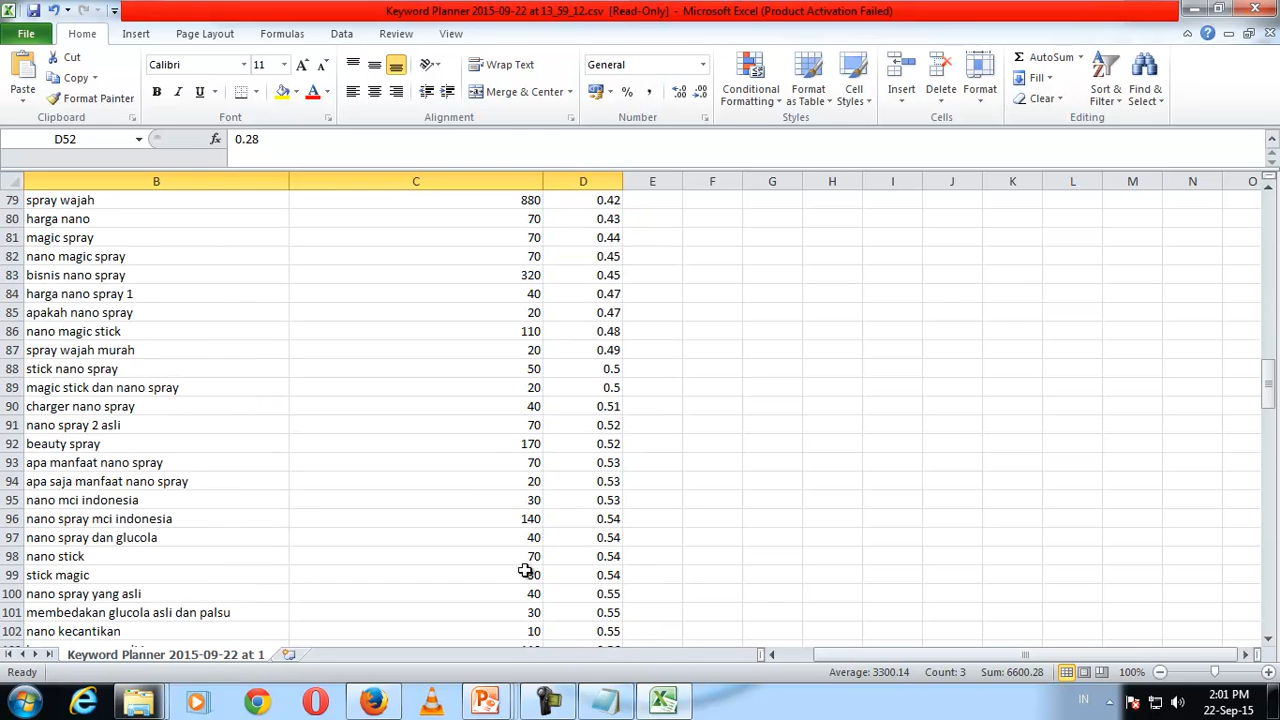 Keyword Planner 2015-09-22 at 13_59_12.csv [Read-Only] - Microsoft Excel (Product Activation Failed)
File Home Insert Page Layout Formulas Data Review View
Cut
Copy
Format Painter
Paste
Clipboard
Calibri 11
B I U
Font
Wrap Text
Merge & Center
Alignment
General
% ,
Number
Conditional Formatting
Format as Table
Cell Styles
Styles
Insert Delete Format
Cells
AutoSum
Fill
Clear
Sort & Filter
Find & Select
Editing
D52 fx 0.28
B C D E F G H I J K L M N O
79 spray wajah 880 0.42
80 harga nano 70 0.43
81 magic spray 70 0.44
82 nano magic spray 70 0.45
83 bisnis nano spray 320 0.45
84 harga nano spray 1 40 0.47
85 apakah nano spray 20 0.47
86 nano magic stick 110 0.48
87 spray wajah murah 20 0.49
88 stick nano spray 50 0.5
89 magic stick dan nano spray 20 0.5
90 charger nano spray 40 0.51
91 nano spray 2 asli 70 0.52
92 beauty spray 170 0.52
93 apa manfaat nano spray 70 0.53
94 apa saja manfaat nano spray 20 0.53
95 nano mci indonesia 30 0.53
96 nano spray mci indonesia 140 0.54
97 nano spray dan glucola 40 0.54
98 nano stick 70 0.54
99 stick magic 0.54
100 nano spray yang asli 40 0.55
101 membedakan glucola asli dan palsu 30 0.55
102 nano kecantikan 10 0.55
Keyword Planner 2015-09-22 at 1
Ready Average: 3300.14 Count: 3 Sum: 6600.28 100%
IN 2:01 PM
22-Sep-15